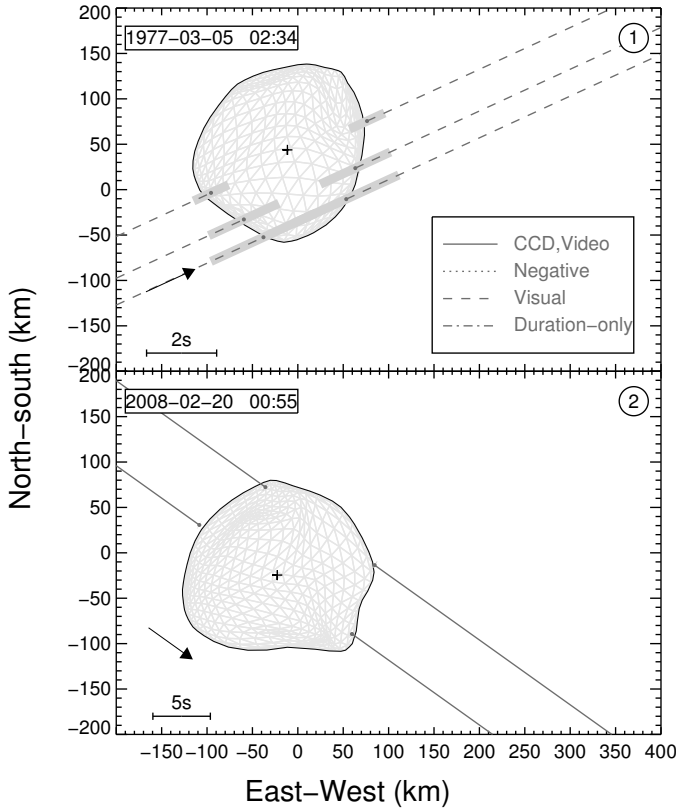 200
150
100
50
0
−50
−100
−150
−200
1977−03−05 02:34
1
CCD,Video
Negative
Visual
Duration−only
2s
North−south (km)
200
150
100
50
0
−50
−100
−150
−200
2008−02−20 00:55
2
5s
−150 −100 −50 0 50 100 150 200 250 300 350 400
East−West (km)